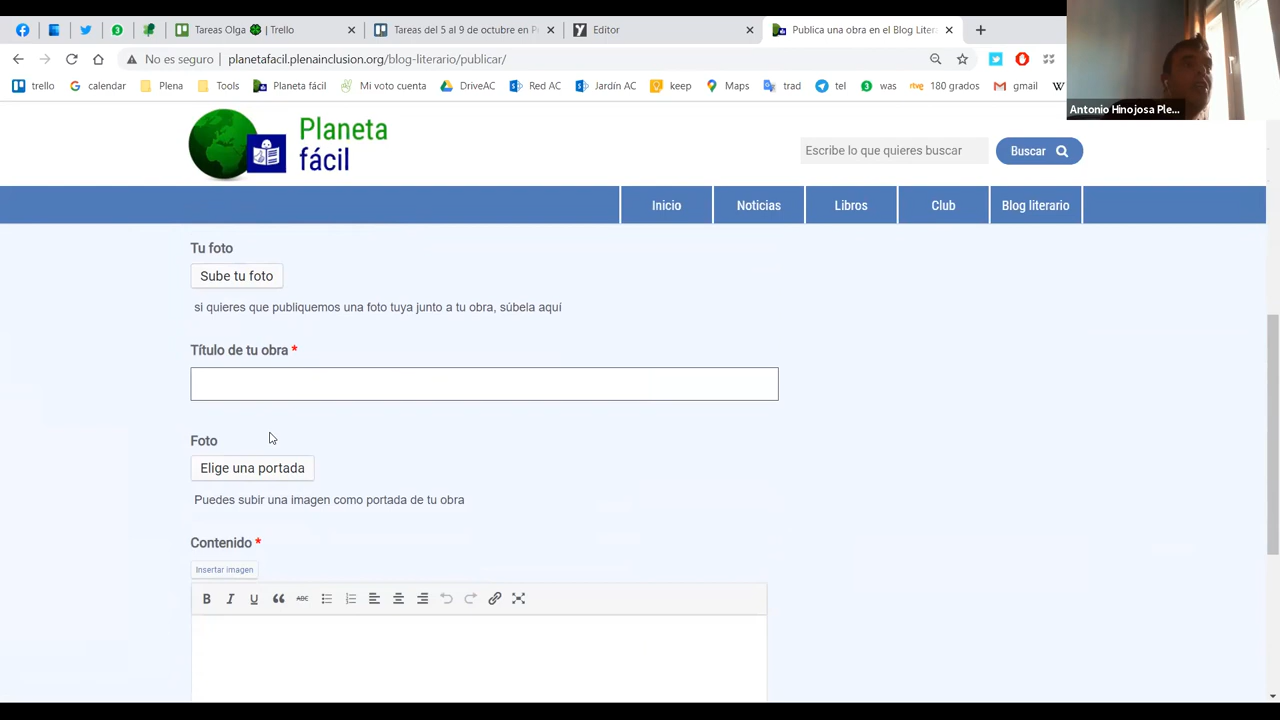 Tareas Olga 🍀 | Trello
Tareas del 5 al 9 de octubre en P
Editor
Publica una obra en el Blog Liter
No es seguro | planetafacil.plenainclusion.org/blog-literario/publicar/
trello
calendar
Plena
Tools
Planeta fácil
Mi voto cuenta
DriveAC
Red AC
Jardín AC
keep
Maps
trad
tel
was
rtve 180 grados
gmail
W
Antonio Hinojosa Ple...
Planeta
fácil
Escribe lo que quieres buscar
Buscar
Inicio
Noticias
Libros
Club
Blog literario
Tu foto
Sube tu foto
si quieres que publiquemos una foto tuya junto a tu obra, súbela aquí
Título de tu obra *
Foto
Elige una portada
Puedes subir una imagen como portada de tu obra
Contenido *
Insertar imagen
B I U ABC